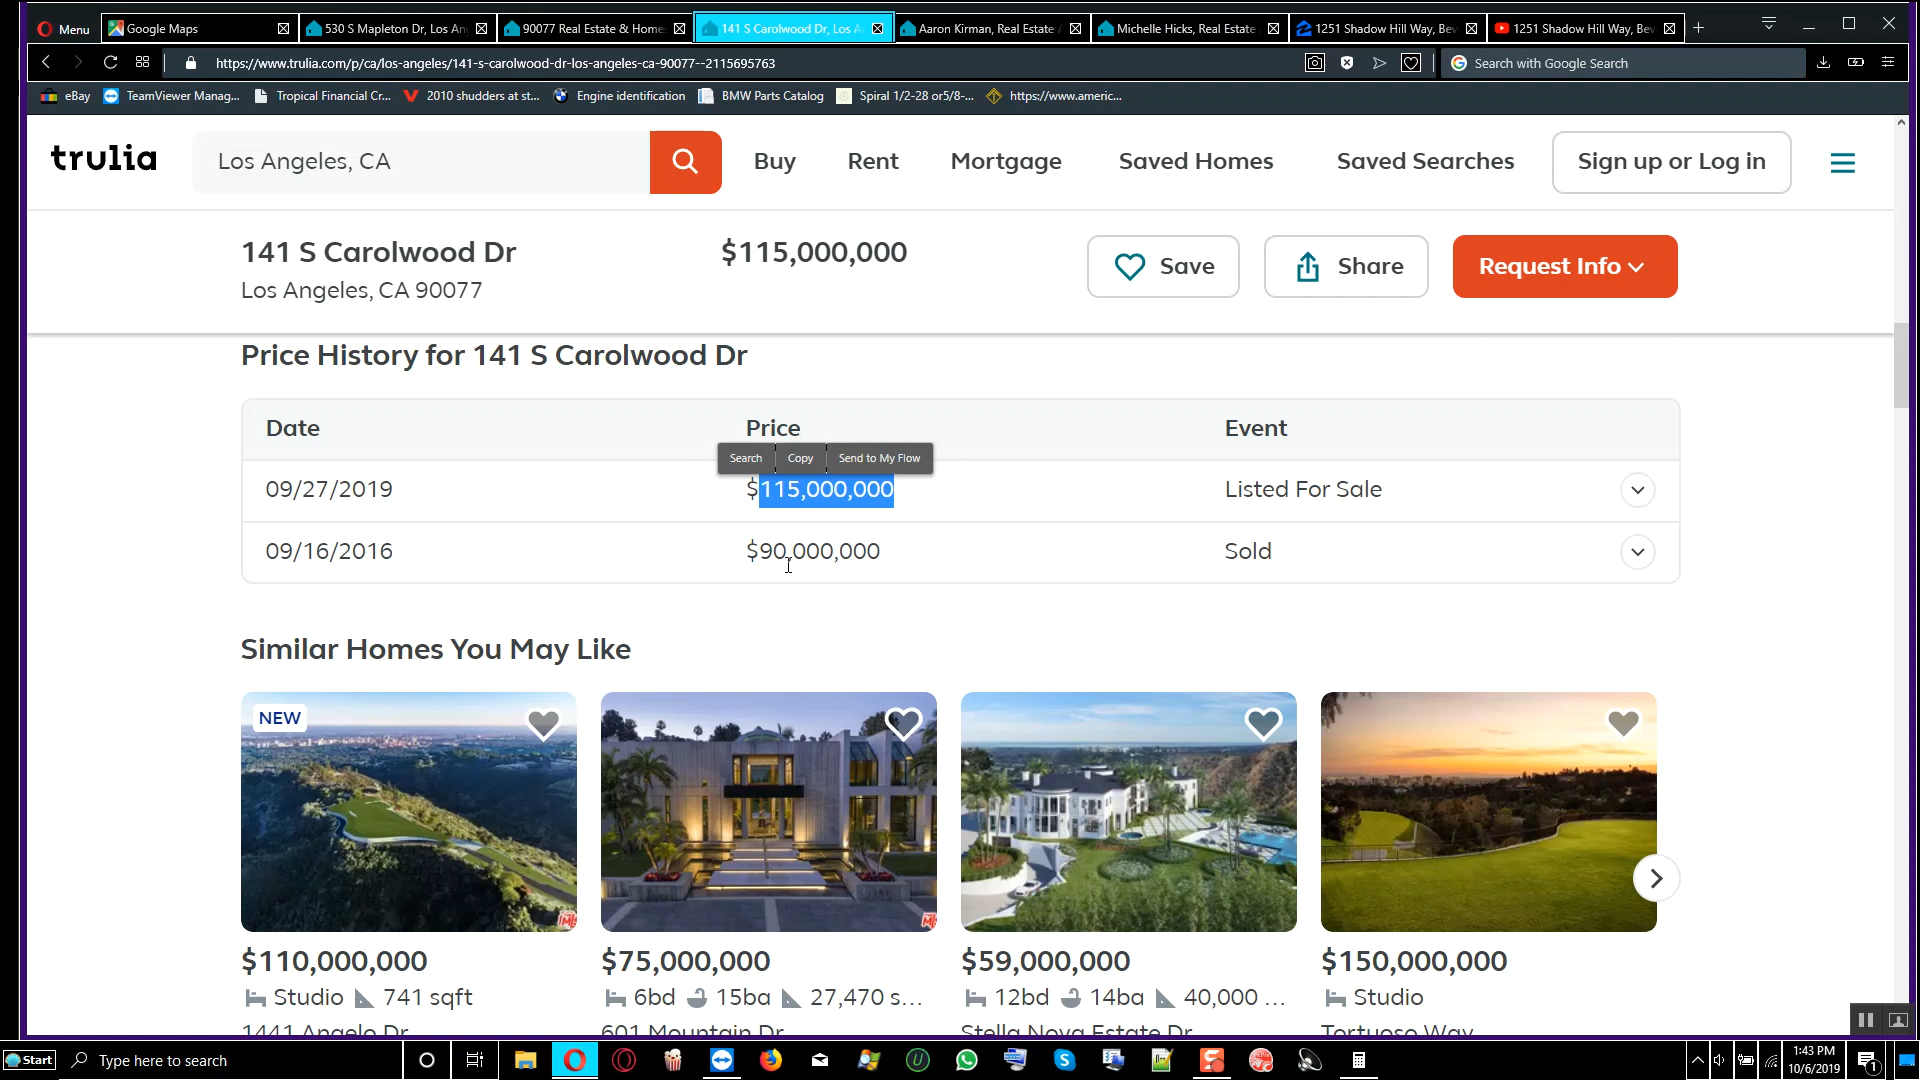 Menu
Google Maps
530 S Mapleton Dr, Los An
90077 Real Estate & Home
141 S Carolwood Dr, Los A
Aaron Kirman, Real Estate A
Michelle Hicks, Real Estate
1251 Shadow Hill Way, Bev
1251 Shadow Hill Way, Bev
https://www.trulia.com/p/ca/los-angeles/141-s-carolwood-dr-los-angeles-ca-90077--2115695763
Search with Google Search
eBay
TeamViewer Manag...
Tropical Financial Cr...
2010 shudders at st...
Engine identification
BMW Parts Catalog
Spiral 1/2-28 or5/8-...
https://www.americ...
trulia
Los Angeles, CA
Buy
Rent
Mortgage
Saved Homes
Saved Searches
Sign up or Log in
141 S Carolwood Dr
$115,000,000
Los Angeles, CA 90077
Save
Share
Request Info
Price History for 141 S Carolwood Dr
Date Price Event
Search Copy Send to My Flow
09/27/2019 $115,000,000 Listed For Sale
09/16/2016 $90,000,000 Sold
Similar Homes You May Like
NEW
$110,000,000
Studio 741 sqft
1441 Angelo Dr
$75,000,000
6bd 15ba 27,470 s...
601 Mountain Dr
$59,000,000
12bd 14ba 40,000 ...
Stella Nova Estate Dr
$150,000,000
Studio
Tortuoso Way
Start
Type here to search
1:43 PM
10/6/2019
1